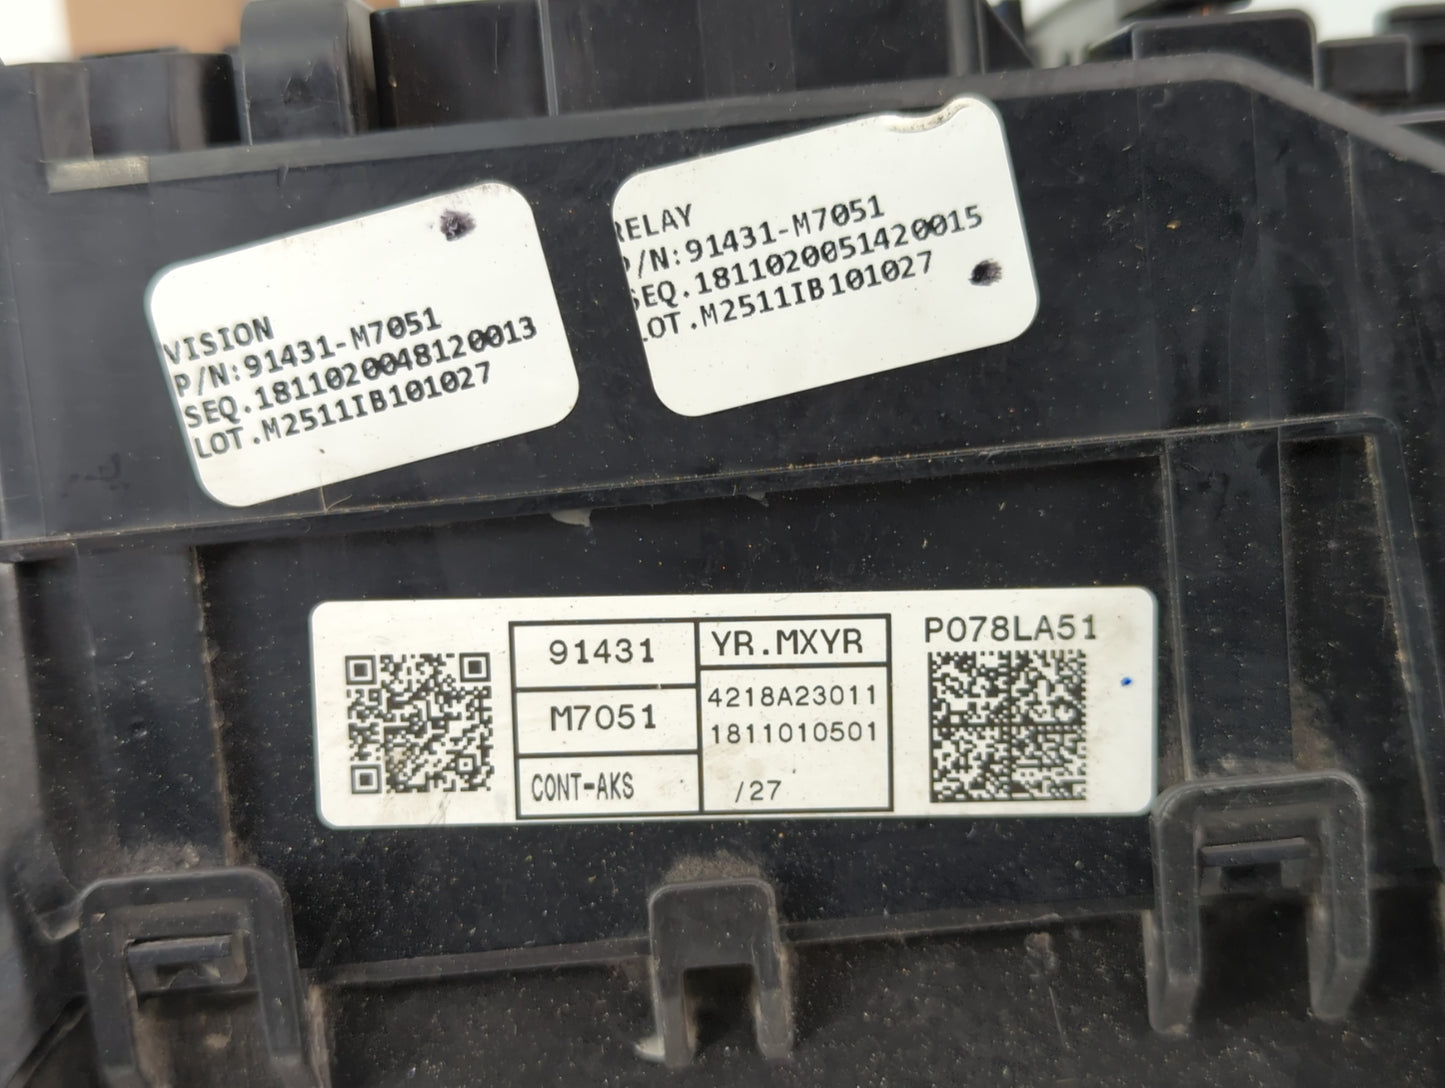 VISION
P/N:91431-M7051
SEQ.1811020048120013
LOT.M2511IB101027
RELAY
P/N:91431-M7051
SEQ.1811020051420015
LOT.M2511IB101027
91431
M7051
CONT-AKS
YR.MXYR
4218A23011
1811010501
/27
P078LA51